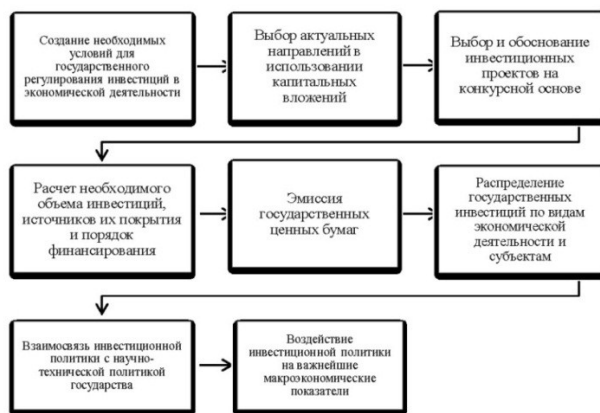 Создание необходимых
условий для
государственного
регулирования инвестиций в
экономической деятельности
Выбор актуальных
направлений в
использовании
капитальных
вложений
Выбор и обоснование
инвестиционных
проектов на
конкурсной основе
Расчет необходимого
объема инвестиций,
источников их покрытия
и порядок
финансирования
Эмиссия
государственных
ценных бумаг
Распределение
государственных
инвестиций по видам
экономической
деятельности и
субъектам
Взаимосвязь инвестиционной
политики с научно-
технической политикой
государства
Воздействие
инвестиционной политики
на важнейшие
макроэкономические
показатели